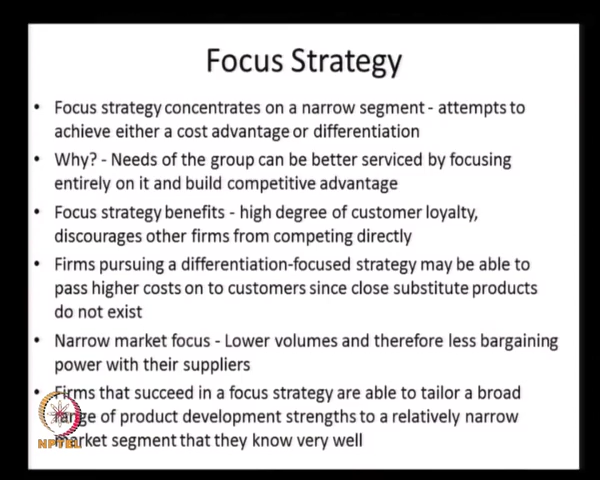 Focus Strategy
• Focus strategy concentrates on a narrow segment - attempts to
achieve either a cost advantage or differentiation
• Why? - Needs of the group can be better serviced by focusing
entirely on it and build competitive advantage
• Focus strategy benefits - high degree of customer loyalty,
discourages other firms from competing directly
• Firms pursuing a differentiation-focused strategy may be able to
pass higher costs on to customers since close substitute products
do not exist
• Narrow market focus - Lower volumes and therefore less bargaining
power with their suppliers
• Firms that succeed in a focus strategy are able to tailor a broad
range of product development strengths to a relatively narrow
market segment that they know very well
NPTEL